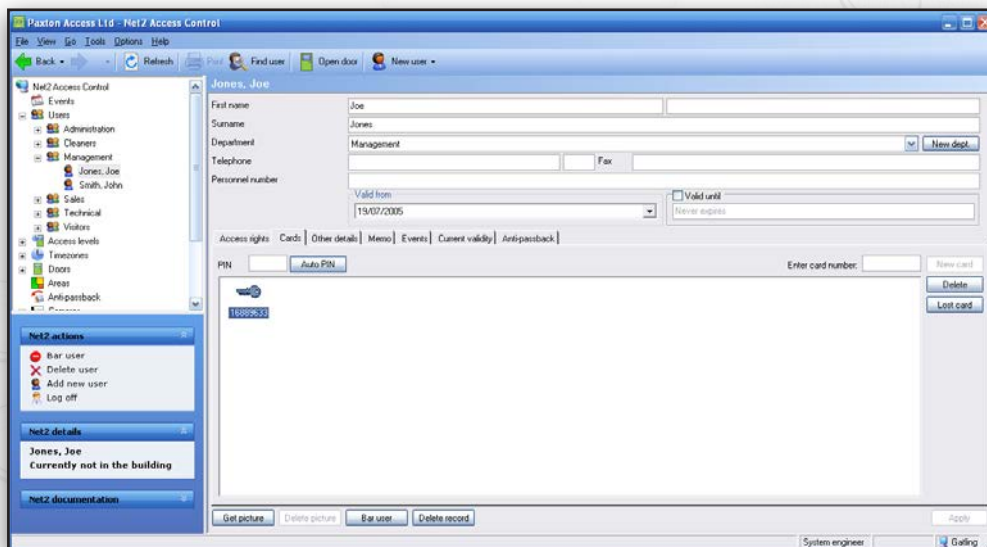 Paxton Access Ltd - Net2 Access Control
File View Go Tools Options Help
Back Refresh Print Find user Open door New user
Net2 Access Control
Events
Users
Administration
Cleaners
Management
Jones, Joe
Smith, John
Sales
Technical
Visitors
Access levels
Timezones
Doors
Areas
Anti-passback
Net2 actions
Bar user
Delete user
Add new user
Log off
Net2 details
Jones, Joe
Currently not in the building
Net2 documentation
Jones, Joe
First name Joe
Surname Jones
Department Management New dept.
Telephone Fax
Personnel number
Valid from Valid until
19/07/2005 Never expires
Access rights Cards Other details Memo Events Current validity Anti-passback
PIN Auto PIN Enter card number: New card
Delete
Lost card
16889633
Get picture Delete picture Bar user Delete record Apply
System engineer Gatling